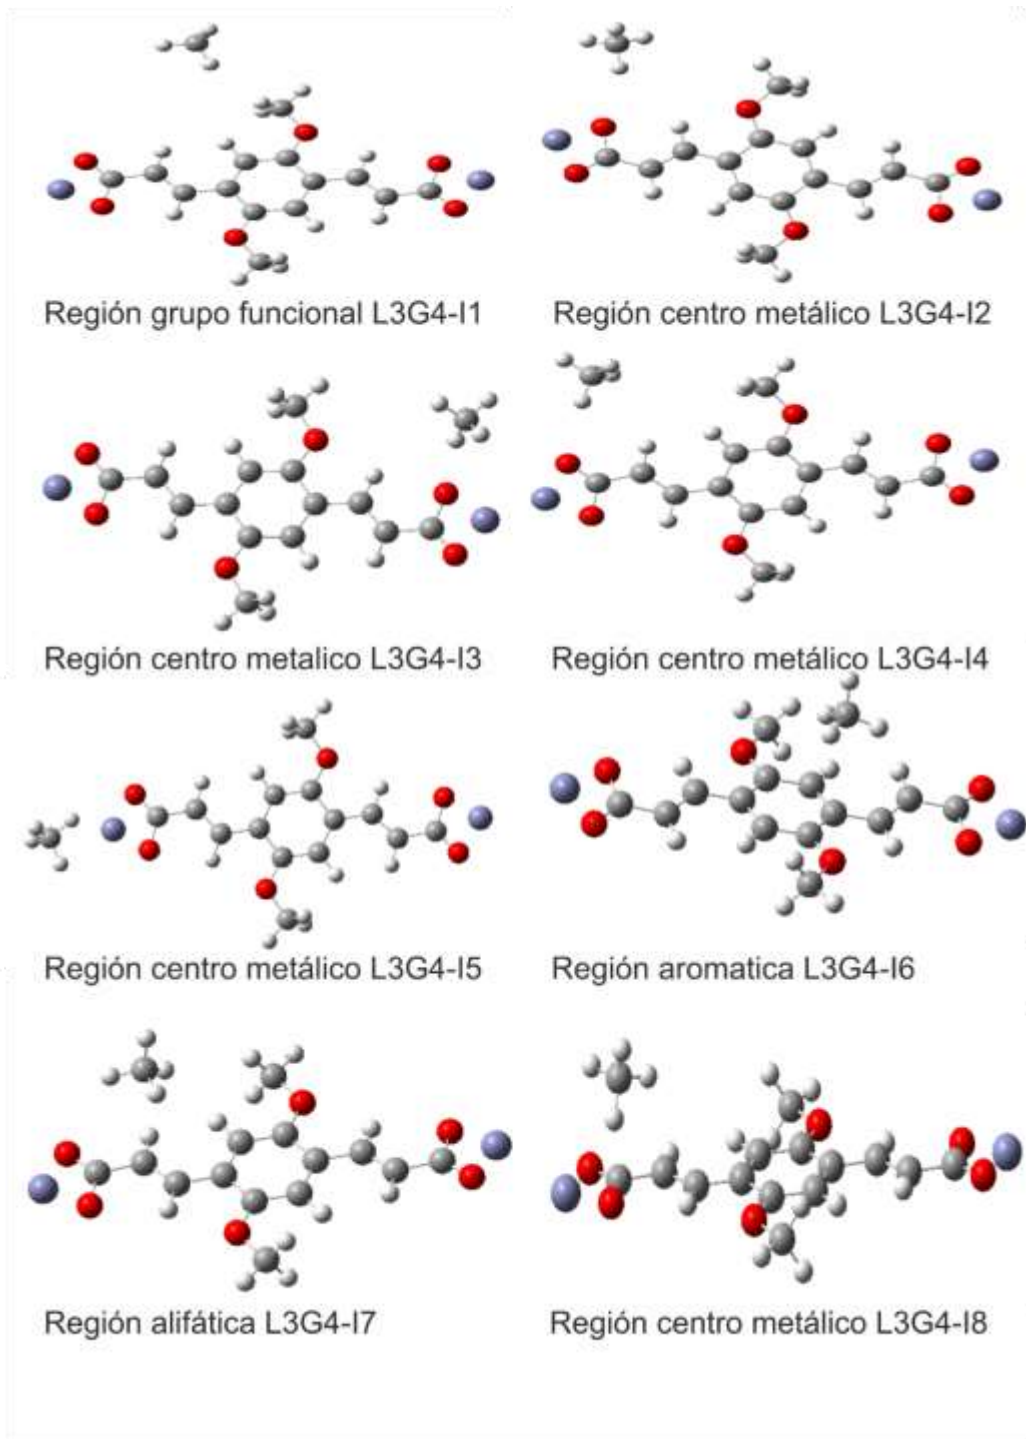 Región grupo funcional L3G4-I1
Región centro metálico L3G4-I2
Región centro metalico L3G4-I3
Región centro metálico L3G4-I4
Región centro metálico L3G4-I5
Región aromatica L3G4-I6
Región alifática L3G4-I7
Región centro metálico L3G4-I8